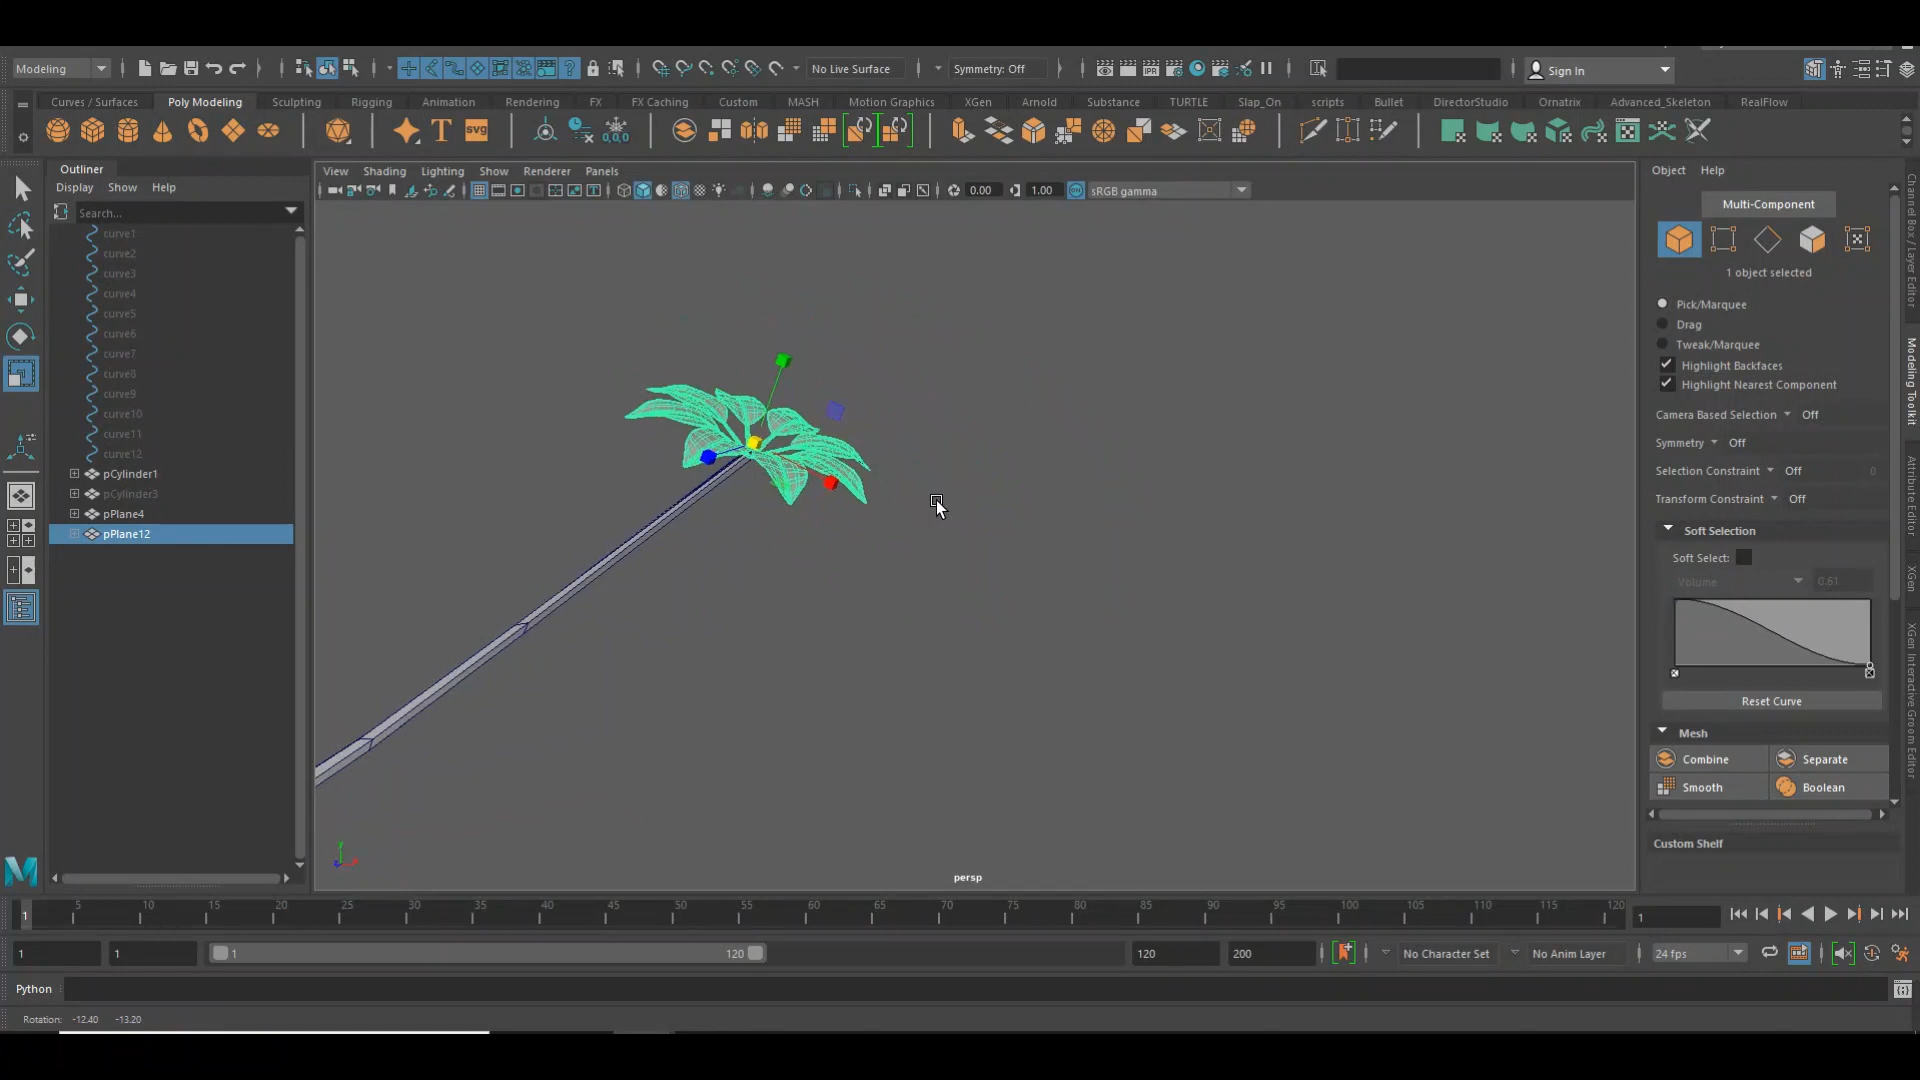 Modeling
No Live Surface
Symmetry: Off
Sign In
Curves / Surfaces Poly Modeling Sculpting Rigging Animation Rendering FX FX Caching Custom MASH Motion Graphics XGen Arnold Substance TURTLE Slap_On scripts Bullet DirectorStudio Ornatrix Advanced_Skeleton RealFlow
T SVG
0,0,0
Outliner
Display Show Help
Search...
curve1
curve2
curve3
curve4
curve5
curve6
curve7
curve8
curve9
curve10
curve11
curve12
pCylinder1
pCylinder3
pPlane4
pPlane12
View Shading Lighting Show Renderer Panels
0.00 1.00 sRGB gamma
persp
Object Help
Multi-Component
1 object selected
Pick/Marquee
Drag
Tweak/Marquee
Highlight Backfaces
Highlight Nearest Component
Camera Based Selection Off
Symmetry Off
Selection Constraint Off 0
Transform Constraint Off
Soft Selection
Soft Select:
Volume 0.61
Reset Curve
Mesh
Combine Separate
Smooth Boolean
Custom Shelf
Channel Box / Layer Editor
Modeling Toolkit
Attribute Editor
XGen
XGen Interactive Groom Editor
1 5 10 15 20 25 30 35 40 45 50 55 60 65 70 75 80 85 90 95 100 105 110 115 120
1
1 1 1 120 120 200 No Character Set No Anim Layer 24 fps
Python
Rotation: -12.40 -13.20